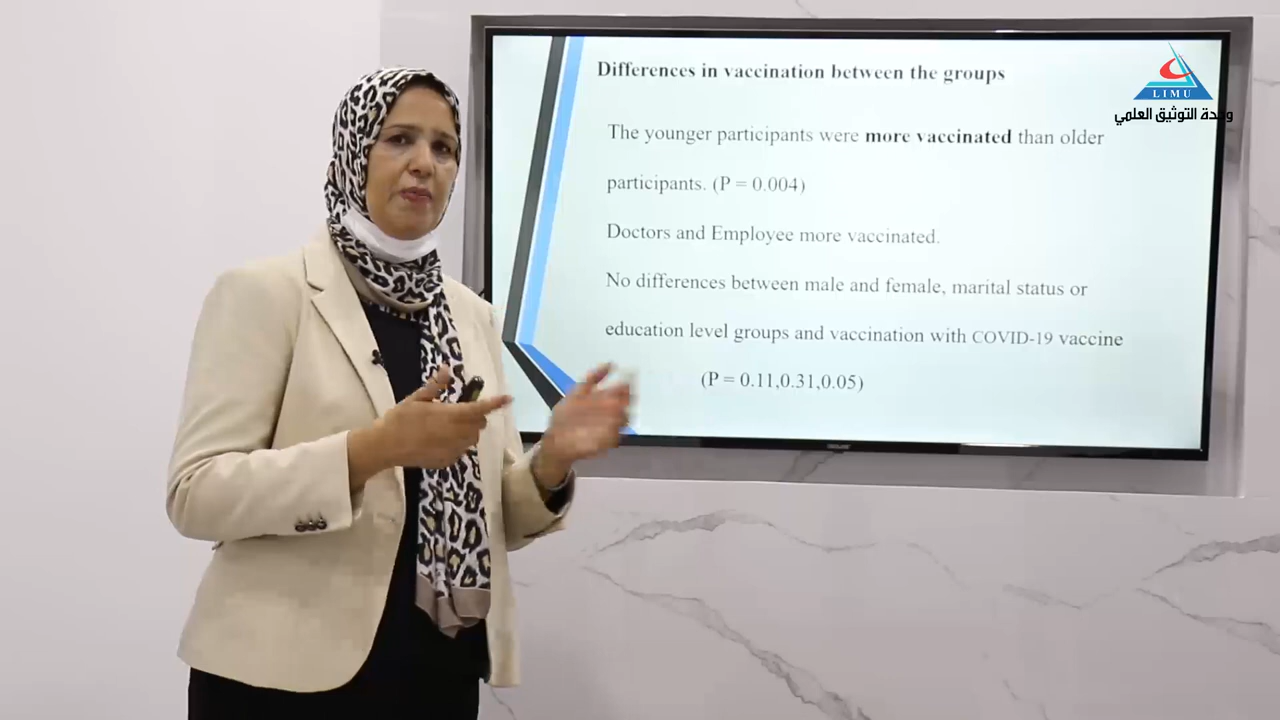 Differences in vaccination between the groups
LIMU
وحدة التوثيق العلمي
The younger participants were more vaccinated than older
participants. (P = 0.004)
Doctors and Employee more vaccinated.
No differences between male and female, marital status or
education level groups and vaccination with COVID-19 vaccine
(P = 0.11,0.31,0.05)